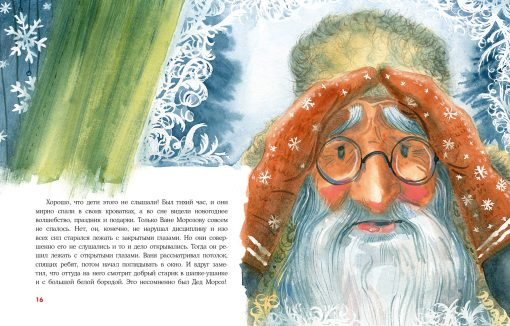 Хорошо, что дети этого не слышали! Был тихий час, и они
мирно спали в своих кроватках, а во сне видели новогоднее
волшебство, праздник и подарки. Только Ване Морозову совсем
не спалось. Нет, он, конечно, не нарушал дисциплину и изо
всех сил старался лежать с закрытыми глазами. Но они совер-
шенно его не слушались и то и дело открывались. Тогда он ре-
шил лежать с открытыми глазами. Ваня рассматривал потолок,
спящих ребят, потом начал поглядывать в окно. И вдруг заме-
тил, что оттуда на него смотрит добрый старик в шапке-ушанке
и с большой белой бородой. Это несомненно был Дед Мороз!
16